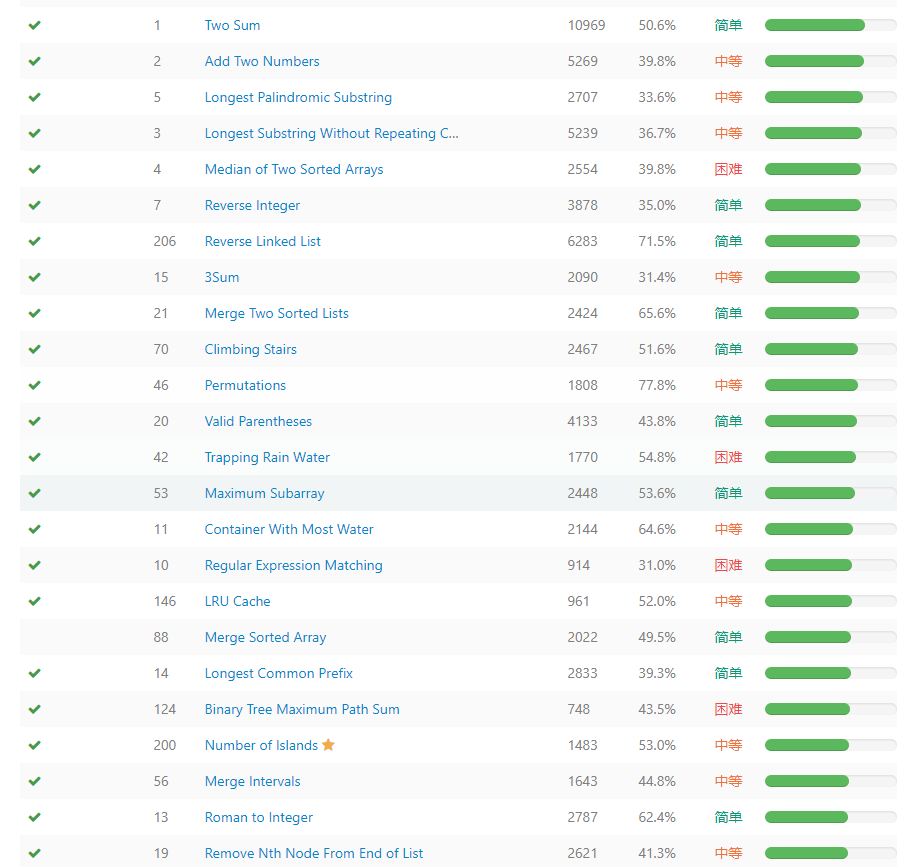 1 Two Sum 10969 50.6% 简单
2 Add Two Numbers 5269 39.8% 中等
5 Longest Palindromic Substring 2707 33.6% 中等
3 Longest Substring Without Repeating C... 5239 36.7% 中等
4 Median of Two Sorted Arrays 2554 39.8% 困难
7 Reverse Integer 3878 35.0% 简单
206 Reverse Linked List 6283 71.5% 简单
15 3Sum 2090 31.4% 中等
21 Merge Two Sorted Lists 2424 65.6% 简单
70 Climbing Stairs 2467 51.6% 简单
46 Permutations 1808 77.8% 中等
20 Valid Parentheses 4133 43.8% 简单
42 Trapping Rain Water 1770 54.8% 困难
53 Maximum Subarray 2448 53.6% 简单
11 Container With Most Water 2144 64.6% 中等
10 Regular Expression Matching 914 31.0% 困难
146 LRU Cache 961 52.0% 中等
88 Merge Sorted Array 2022 49.5% 简单
14 Longest Common Prefix 2833 39.3% 简单
124 Binary Tree Maximum Path Sum 748 43.5% 困难
200 Number of Islands 1483 53.0% 中等
56 Merge Intervals 1643 44.8% 中等
13 Roman to Integer 2787 62.4% 简单
19 Remove Nth Node From End of List 2621 41.3% 中等